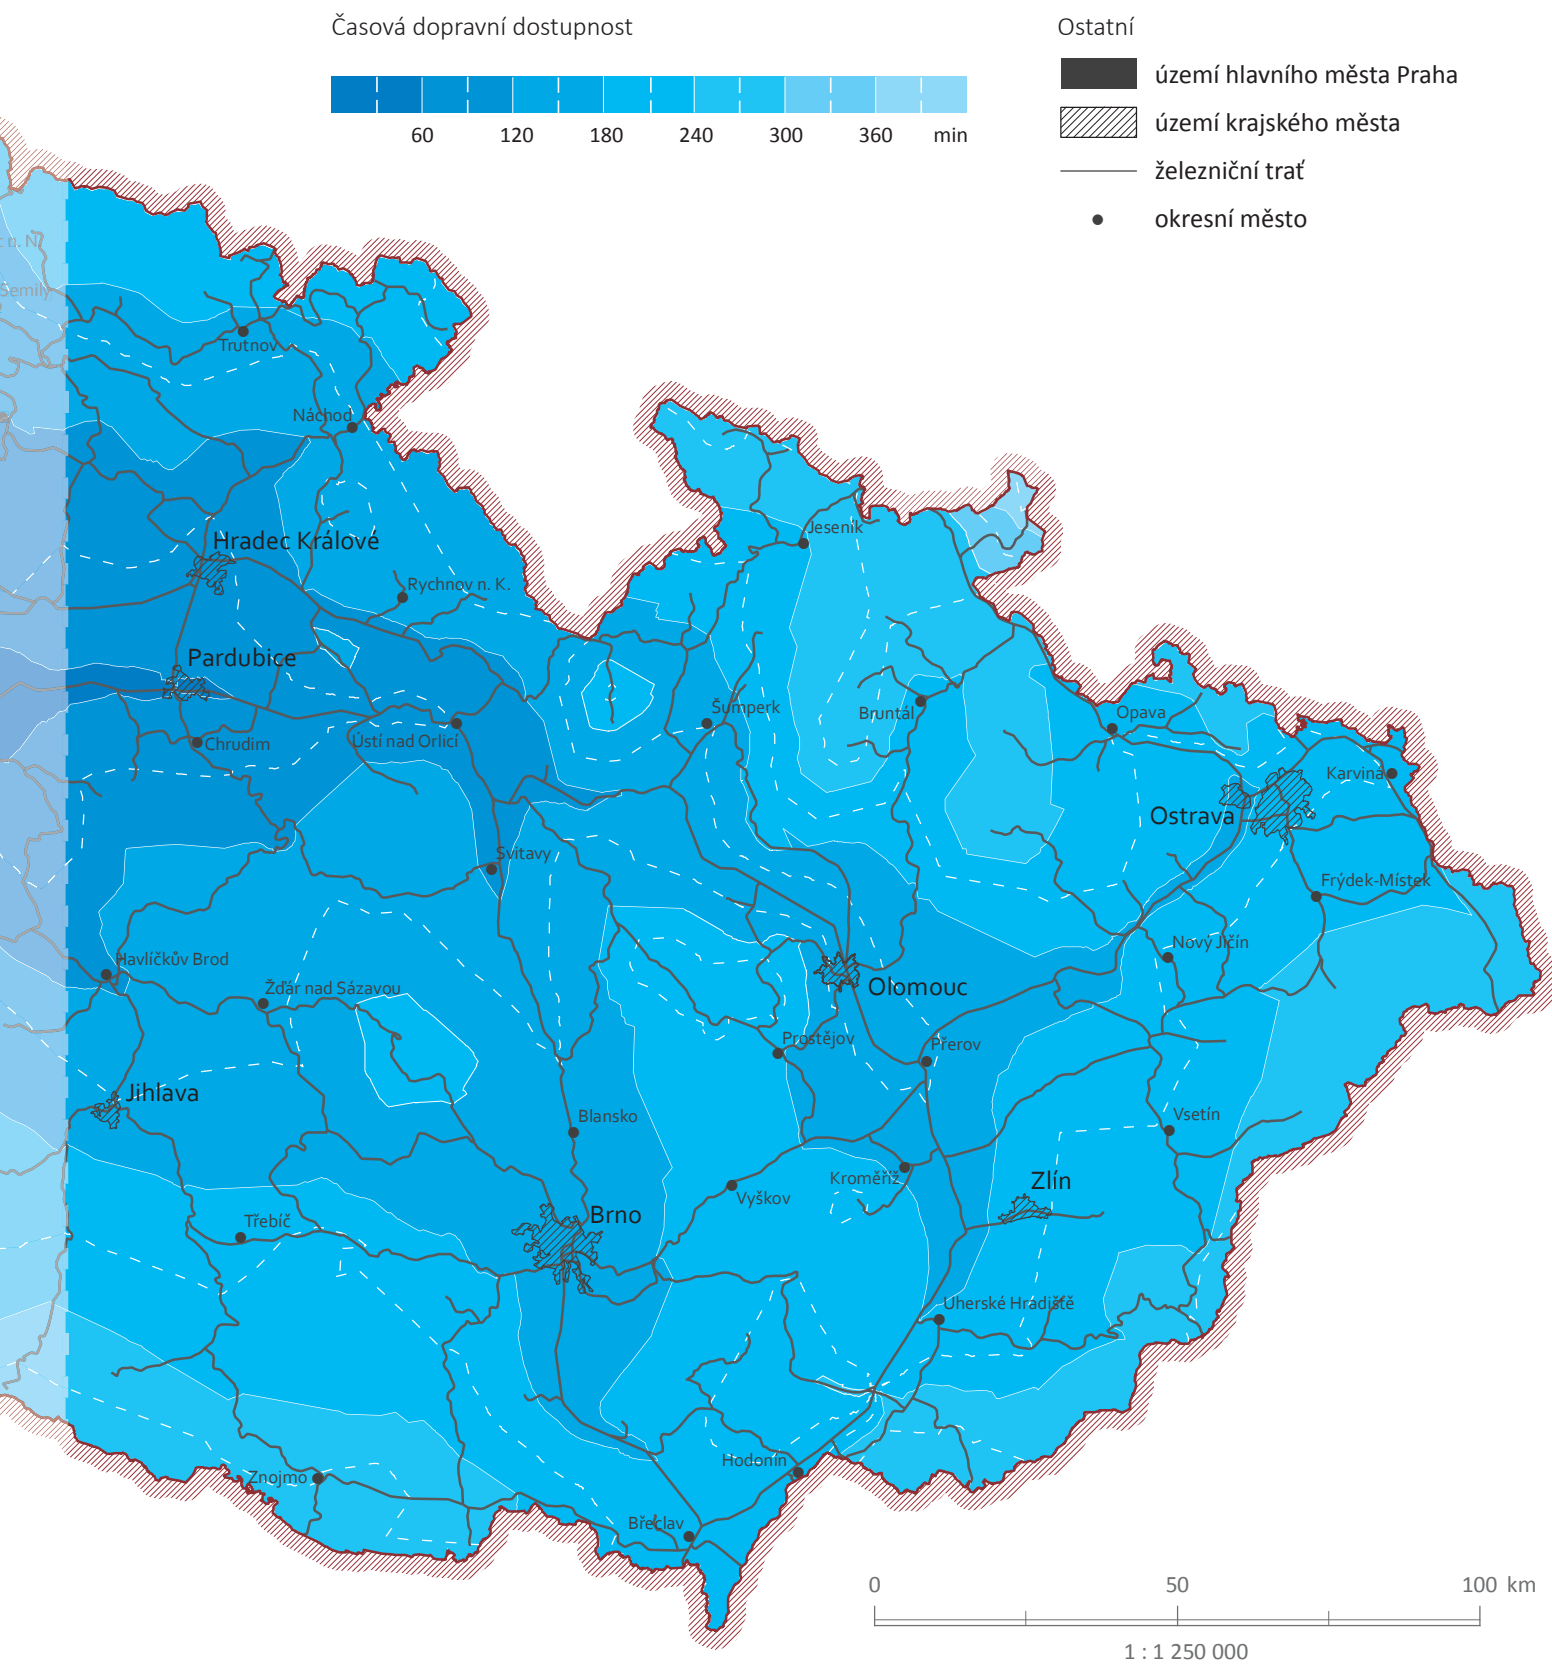 Časová dopravní dostupnost
60 120 180 240 300 360 min
Ostatní
území hlavního města Praha
území krajského města
železniční trať
okresní město
n. N.
Semily
Trutnov
Náchod
Hradec Králové
Jeseník
Rychnov n. K.
Pardubice
Šumperk
Bruntál
Opava
Chrudim
Ústí nad Orlicí
Karviná
Ostrava
Svitavy
Frýdek-Místek
Nový Jičín
Havlíčkův Brod
Žďár nad Sázavou
Olomouc
Prostějov
Přerov
Jihlava
Blansko
Vsetín
Kroměříž
Zlín
Vyškov
Třebíč
Brno
Uherské Hradiště
Hodonín
Znojmo
Břeclav
0 50 100 km
1 : 1 250 000